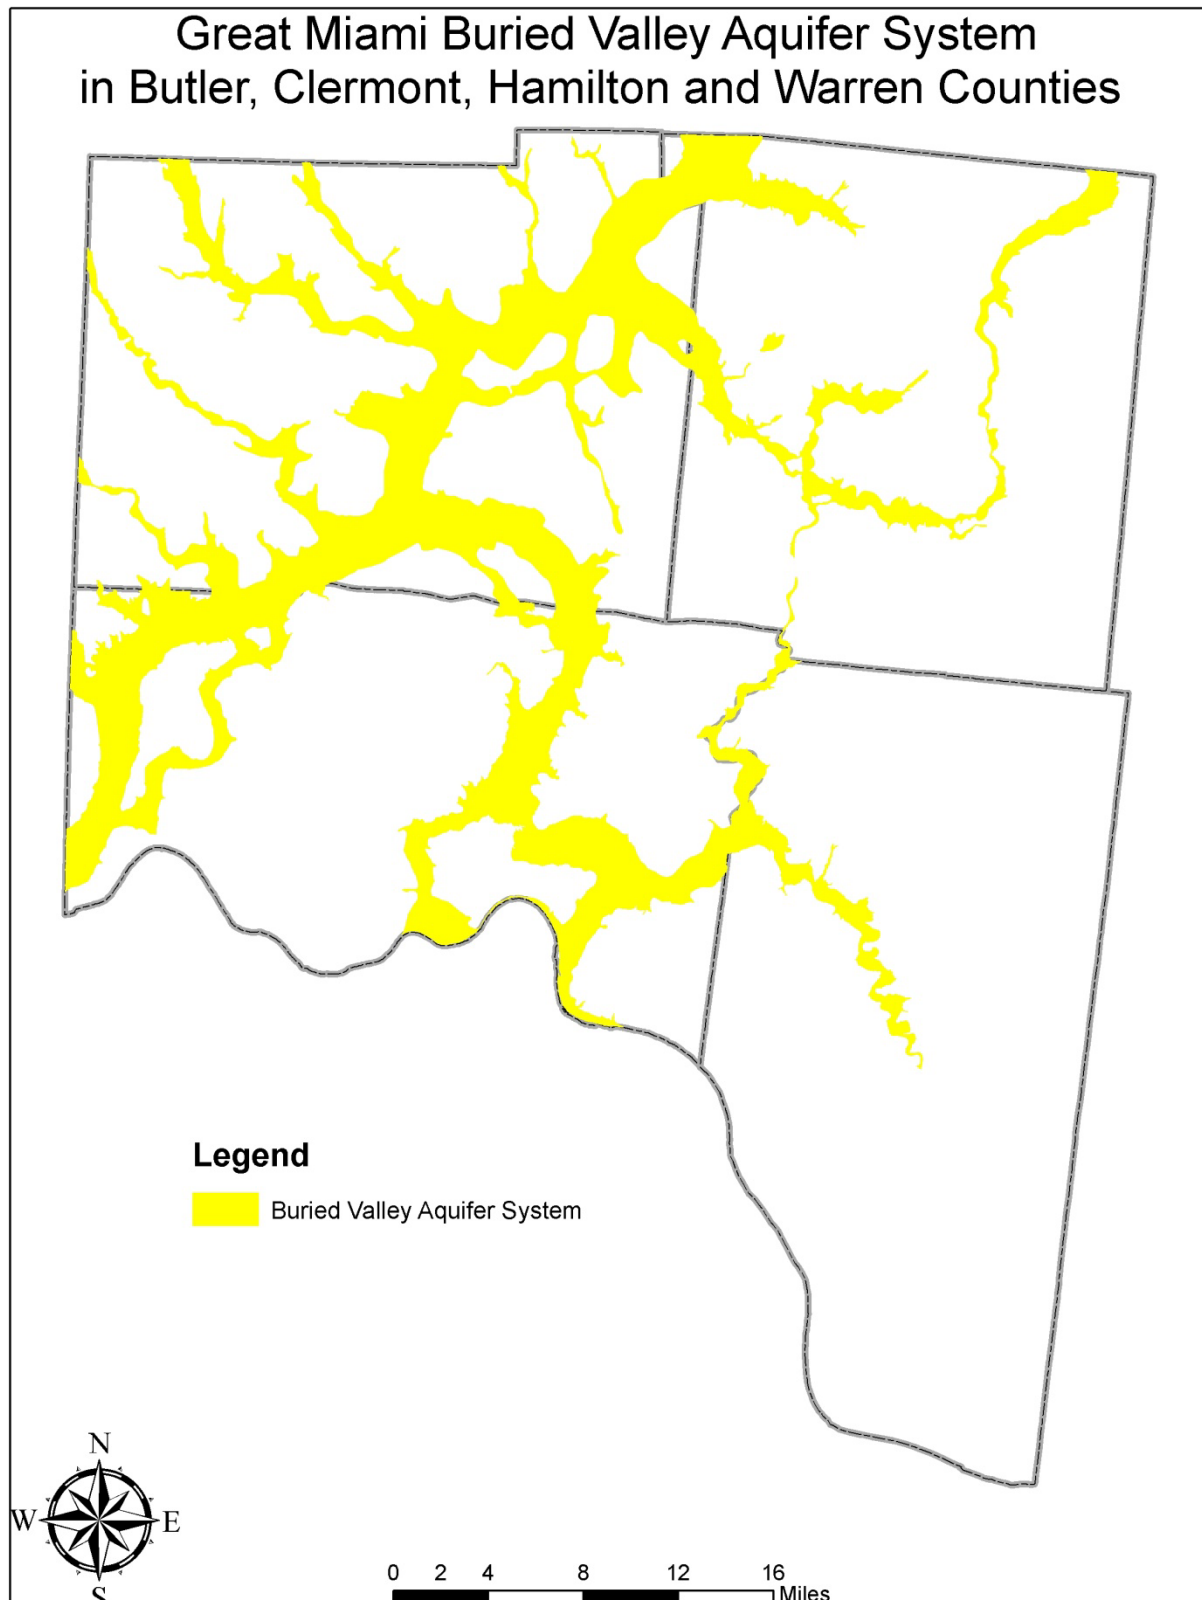 Great Miami Buried Valley Aquifer System
in Butler, Clermont, Hamilton and Warren Counties
Legend
Buried Valley Aquifer System
N
W E
S
0 2 4 8 12 16
Miles